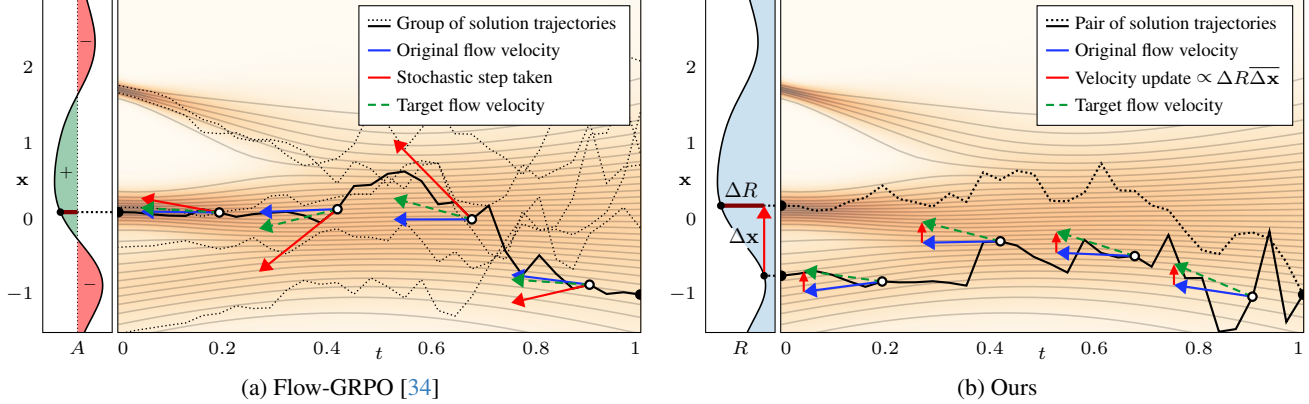 Group of solution trajectories
Original flow velocity
Stochastic step taken
Target flow velocity
2
1
x
0
−1
−
+
−
A
0
0.2
0.4
t
0.6
0.8
1
(a) Flow-GRPO [34]
Pair of solution trajectories
Original flow velocity
Velocity update ∝ ΔR\overline{Δx}
Target flow velocity
2
1
x
0
−1
ΔR
Δx
R
0
0.2
0.4
t
0.6
0.8
1
(b) Ours